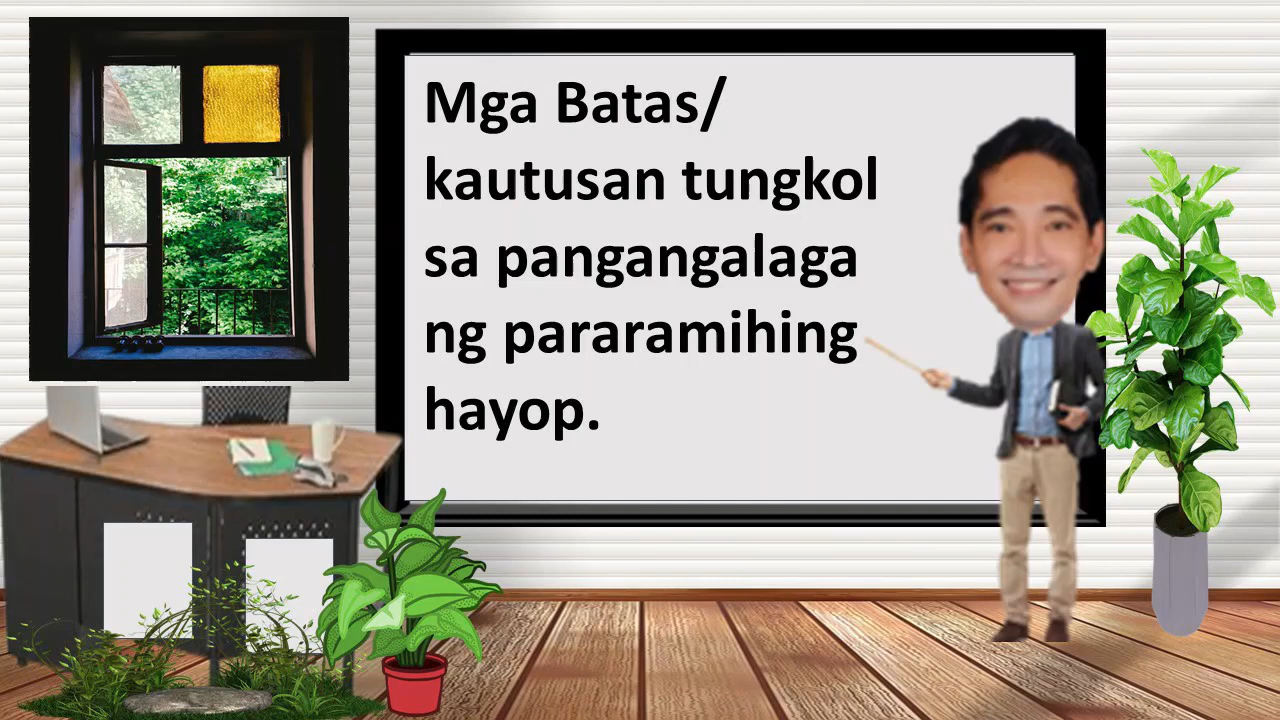 Mga Batas/
kautusan tungkol
sa pangangalaga
ng pararamihing
hayop.